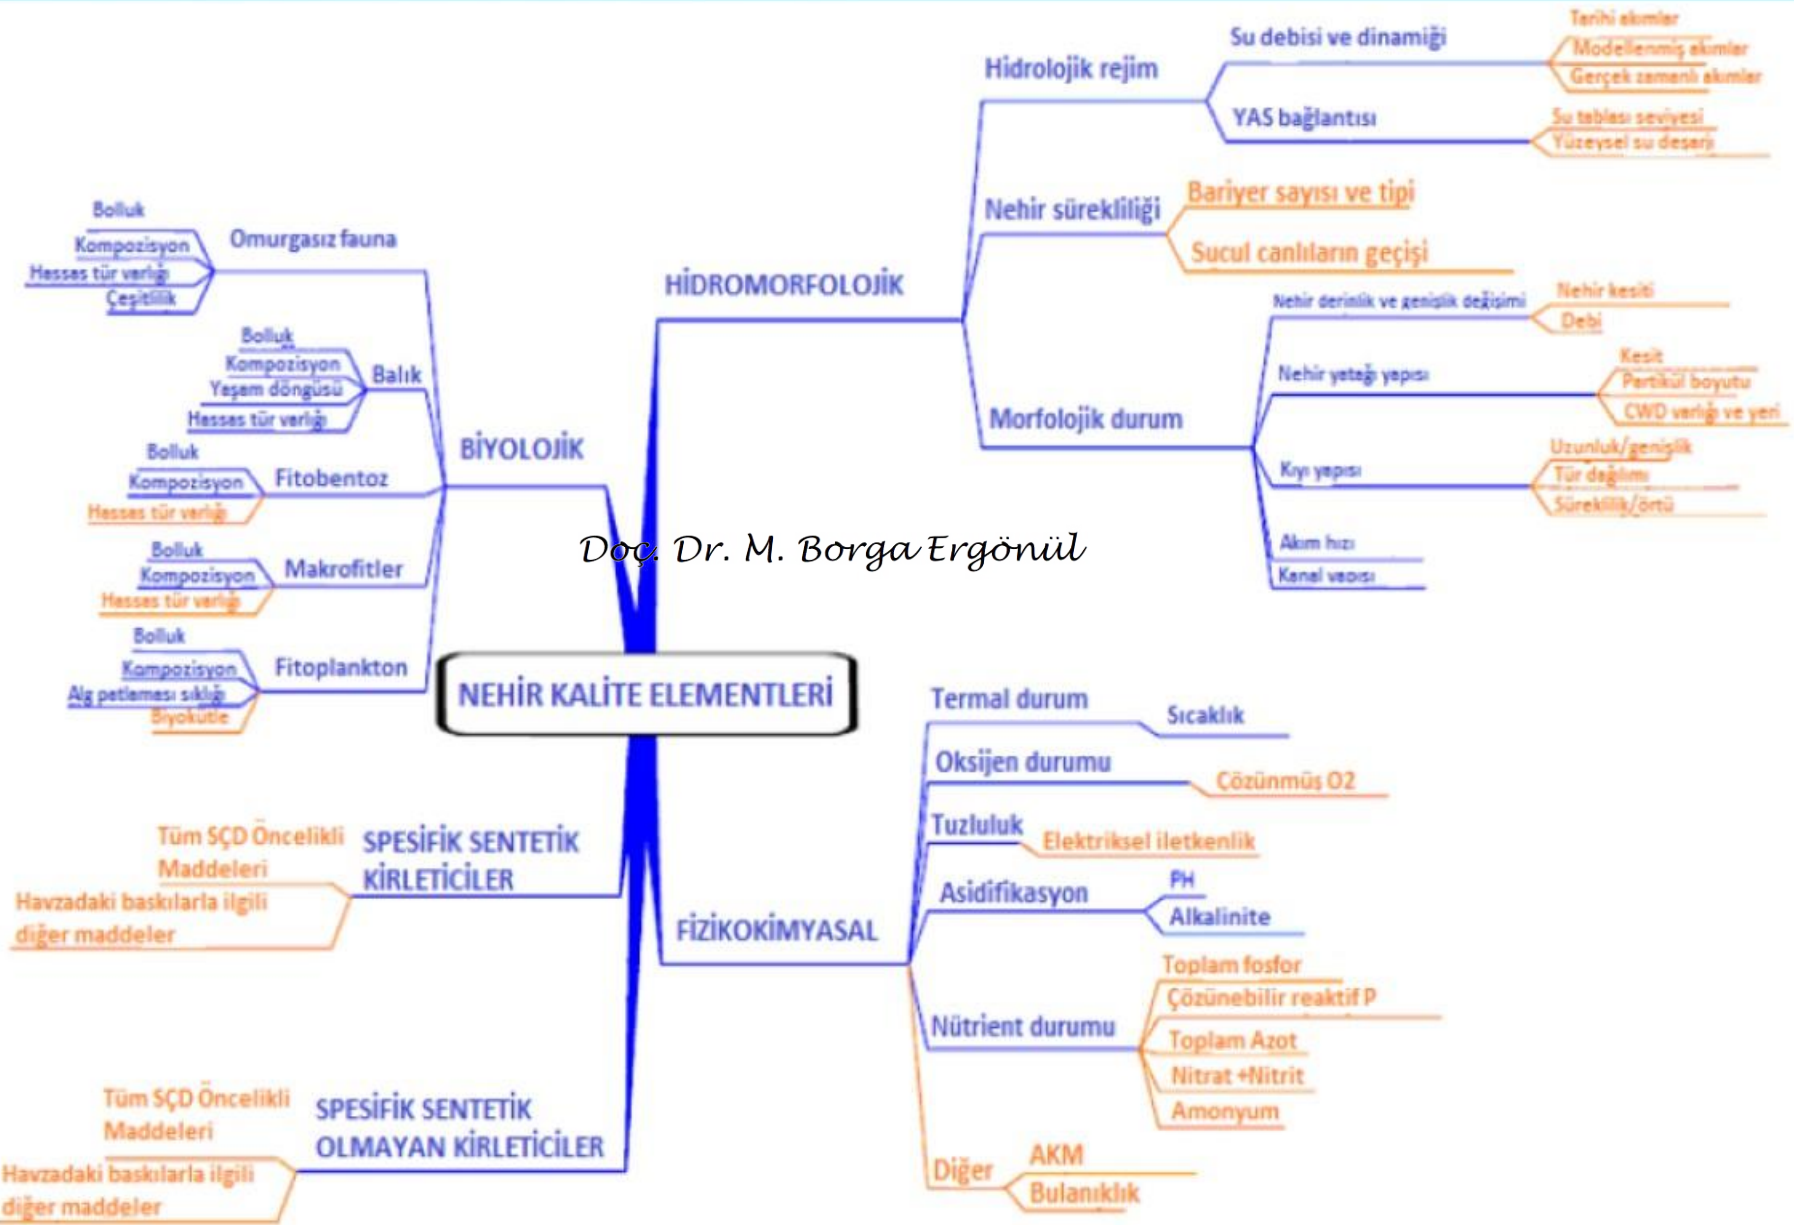 Bolluk
Kompozisyon
Hassas tür varlığı
Çeşitlilik
Omurgasız fauna
Bolluk
Kompozisyon
Yaşam döngüsü
Hassas tür varlığı
Balık
Bolluk
Kompozisyon
Hassas tür varlığı
Fitobentoz
Bolluk
Kompozisyon
Hassas tür varlığı
Makrofitler
Bolluk
Kompozisyon
Alg patlaması sıklığı
Biyokütle
Fitoplankton
BİYOLOJİK
HİDROMORFOLOJİK
Hidrolojik rejim
Su debisi ve dinamiği
Tarihi akımlar
Modellenmiş akımlar
Gerçek zamanlı akımlar
YAS bağlantısı
Su tablası seviyesi
Yüzeysel su deşarjı
Nehir sürekliliği
Bariyer sayısı ve tipi
Sucul canlıların geçişi
Morfolojik durum
Nehir derinlik ve genişlik değişimi
Nehir kesiti
Debi
Nehir yatağı yapısı
Kesit
Partikül boyutu
CWD varlığı ve yeri
Kıyı yapısı
Uzunluk/genişlik
Tür dağılımı
Süreklilik/örtü
Akım hızı
Kanal yapısı
Doç. Dr. M. Borga Ergönül
NEHİR KALİTE ELEMENTLERİ
Tüm SÇD Öncelikli
Maddeleri
Havzadaki baskılarla ilgili
diğer maddeler
SPESİFİK SENTETİK
KİRLETİCİLER
Tüm SÇD Öncelikli
Maddeleri
Havzadaki baskılarla ilgili
diğer maddeler
SPESİFİK SENTETİK
OLMAYAN KİRLETİCİLER
FİZİKOKİMYASAL
Termal durum
Sıcaklık
Oksijen durumu
Çözünmüş O2
Tuzluluk
Elektriksel iletkenlik
Asidifikasyon
PH
Alkalinite
Nütrient durumu
Toplam fosfor
Çözünebilir reaktif P
Toplam Azot
Nitrat +Nitrit
Amonyum
Diğer
AKM
Bulanıklık